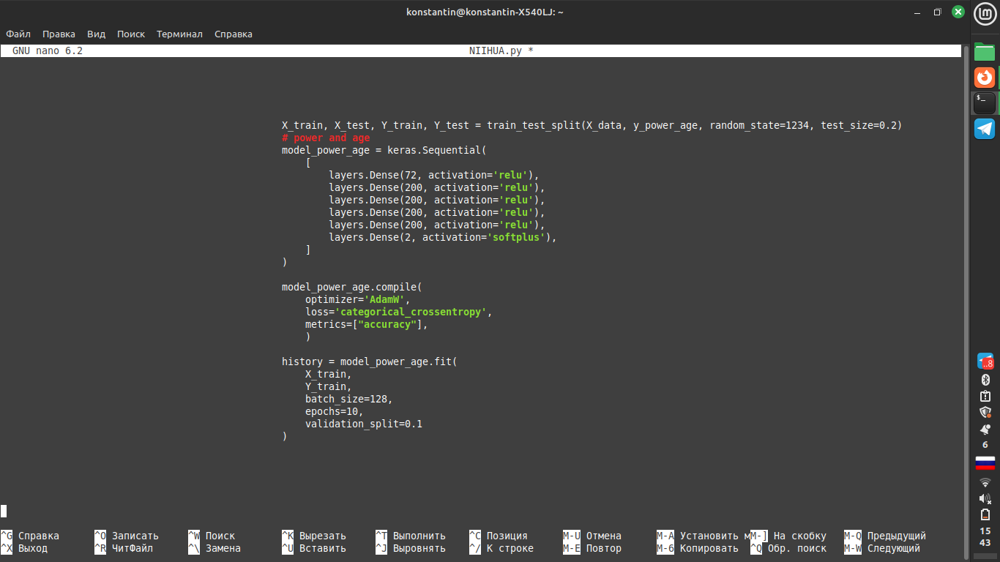 konstantin@konstantin-X540LJ: ~
Файл Правка Вид Поиск Терминал Справка
GNU nano 6.2 NIIHUA.py *
X_train, X_test, Y_train, Y_test = train_test_split(X_data, y_power_age, random_state=1234, test_size=0.2)
# power and age
model_power_age = keras.Sequential(
[
layers.Dense(72, activation='relu'),
layers.Dense(200, activation='relu'),
layers.Dense(200, activation='relu'),
layers.Dense(200, activation='relu'),
layers.Dense(200, activation='relu'),
layers.Dense(2, activation='softplus'),
]
)
model_power_age.compile(
optimizer='AdamW',
loss='categorical_crossentropy',
metrics=["accuracy"],
)
history = model_power_age.fit(
X_train,
Y_train,
batch_size=128,
epochs=10,
validation_split=0.1
)
^G Справка ^O Записать ^W Поиск ^K Вырезать ^T Выполнить ^C Позиция M-U Отмена M-A Установить м M-] На скобку M-Q Предыдущий
^X Выход ^R ЧитФайл ^\ Замена ^U Вставить ^J Выровнять ^/ К строке M-E Повтор M-6 Копировать ^Q Обр. поиск M-W Следующий
lm
$_
..8
6
15
43